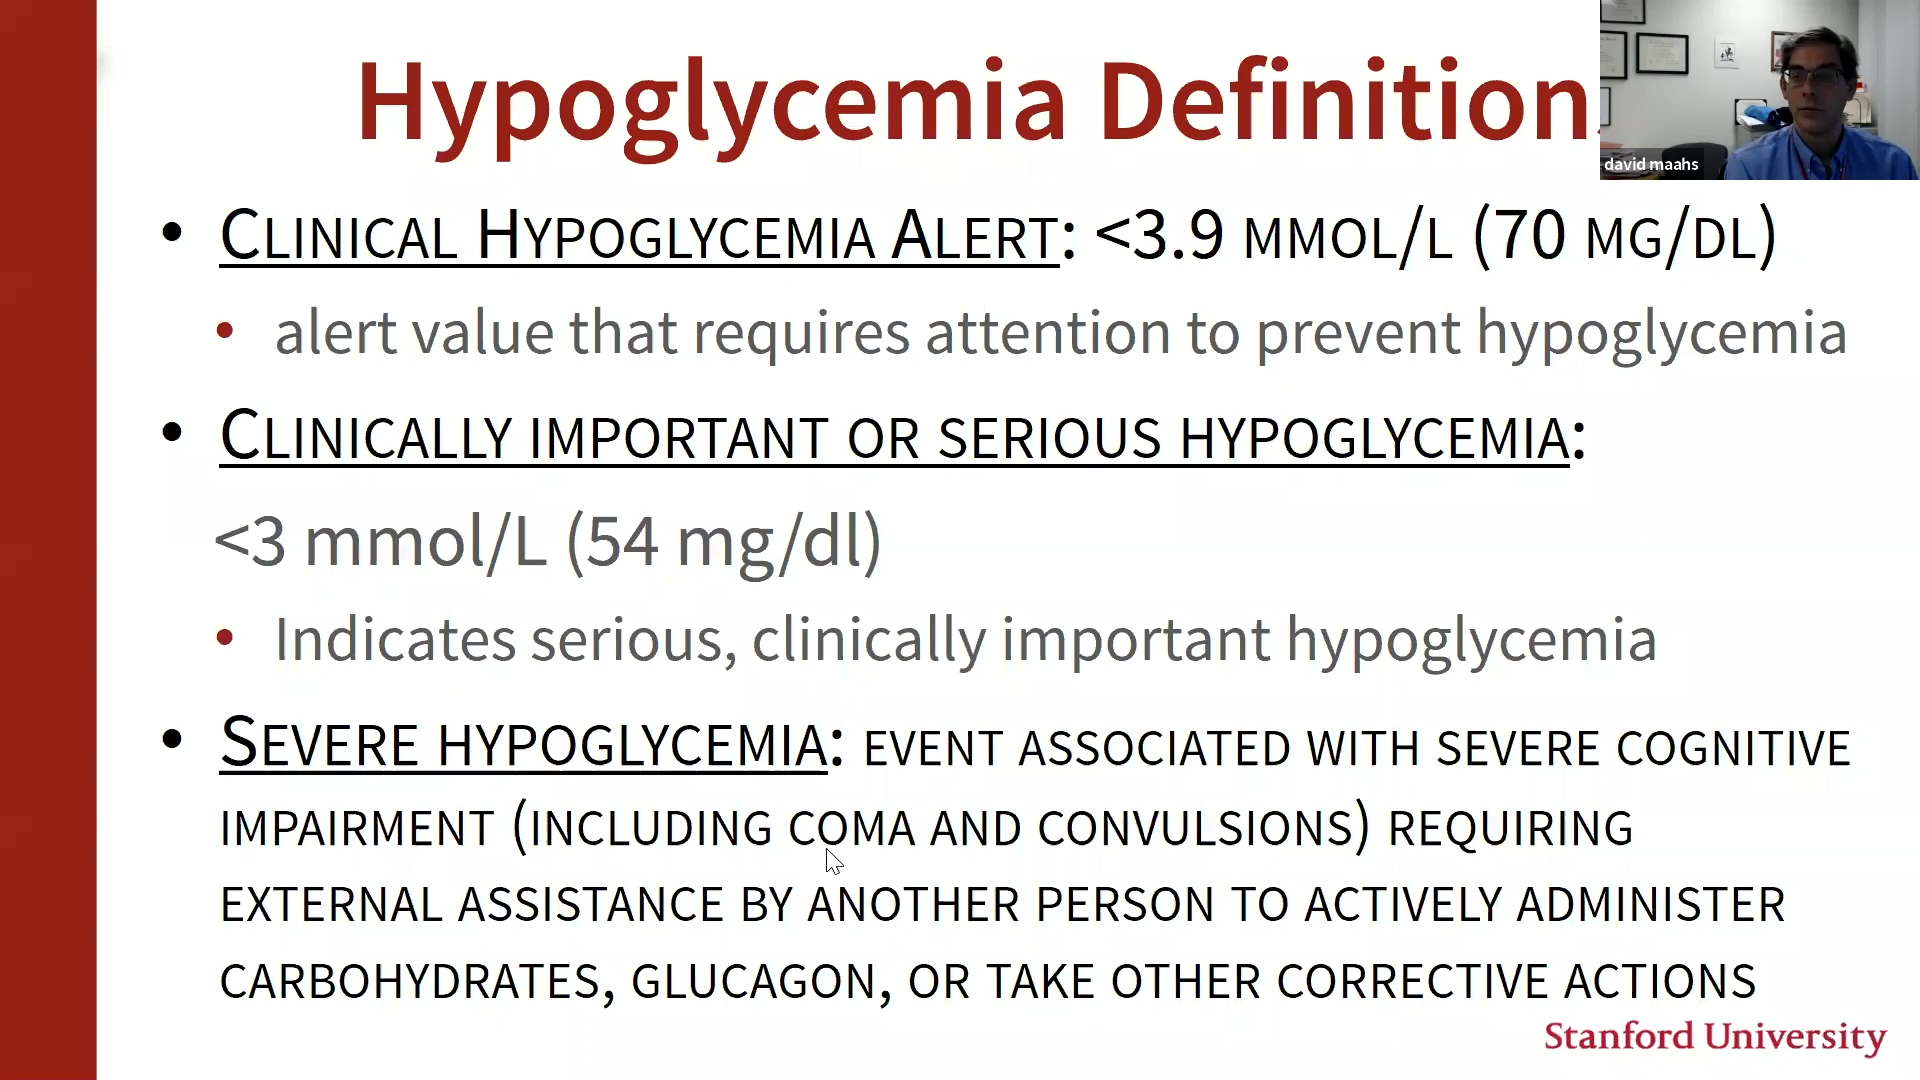 Hypoglycemia Definition
david maahs
• Clinical Hypoglycemia Alert: <3.9 mmol/l (70 mg/dl)
• alert value that requires attention to prevent hypoglycemia
• Clinically important or serious hypoglycemia:
<3 mmol/L (54 mg/dl)
• Indicates serious, clinically important hypoglycemia
• Severe hypoglycemia: event associated with severe cognitive
impairment (including coma and convulsions) requiring
external assistance by another person to actively administer
carbohydrates, glucagon, or take other corrective actions
Stanford University